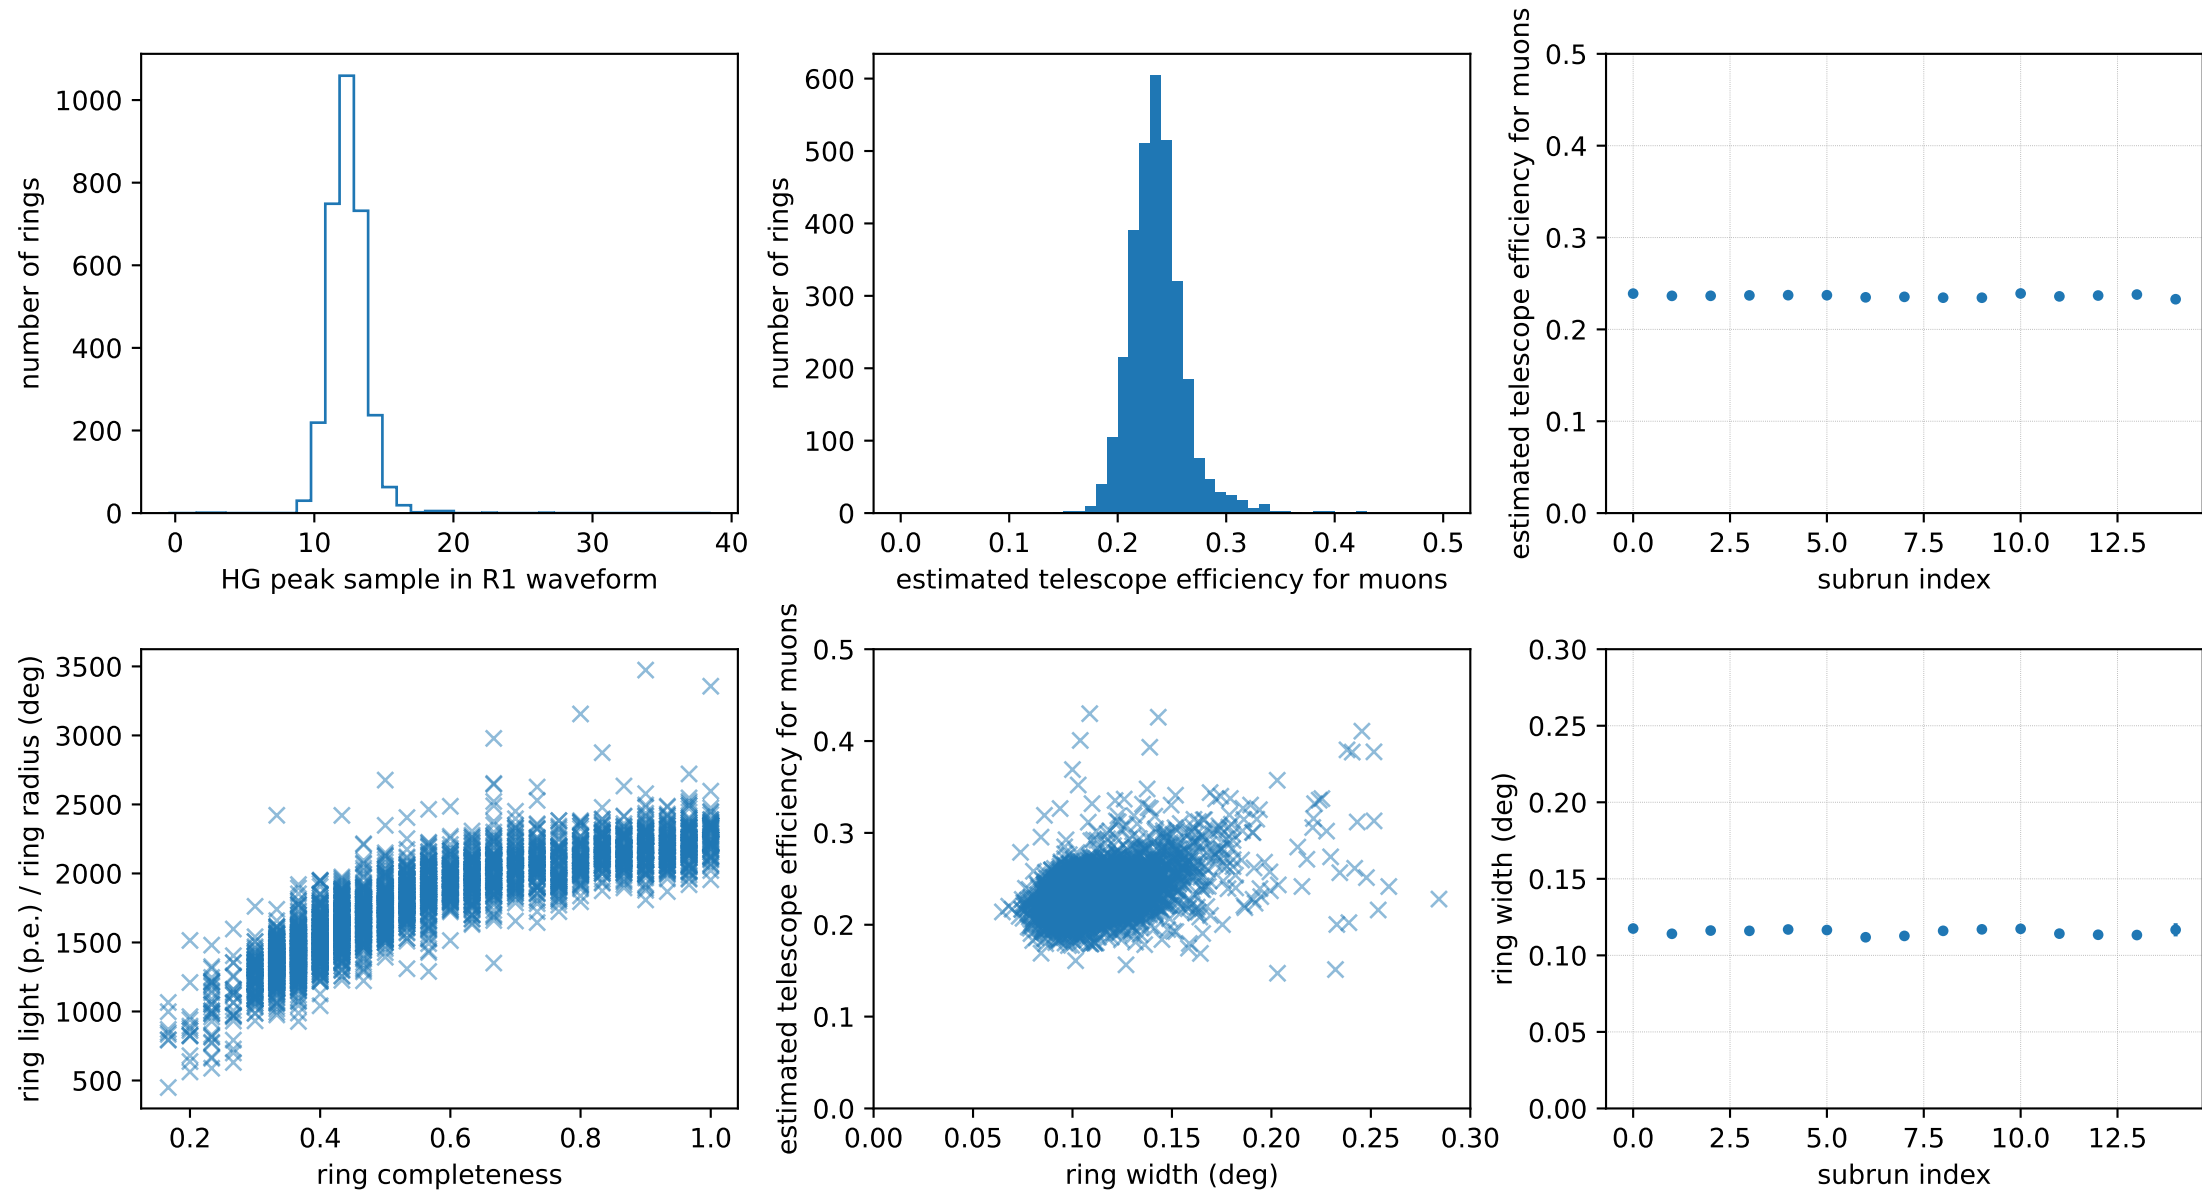 number of rings
1000
800
600
400
200
0
0 10 20 30 40
HG peak sample in R1 waveform
number of rings
600
500
400
300
200
100
0
0.0 0.1 0.2 0.3 0.4 0.5
estimated telescope efficiency for muons
estimated telescope efficiency for muons
0.5
0.4
0.3
0.2
0.1
0.0
0.0 2.5 5.0 7.5 10.0 12.5
subrun index
ring light (p.e.) / ring radius (deg)
3500
3000
2500
2000
1500
1000
500
0.2 0.4 0.6 0.8 1.0
ring completeness
estimated telescope efficiency for muons
0.5
0.4
0.3
0.2
0.1
0.0
0.00 0.05 0.10 0.15 0.20 0.25 0.30
ring width (deg)
ring width (deg)
0.30
0.25
0.20
0.15
0.10
0.05
0.00
0.0 2.5 5.0 7.5 10.0 12.5
subrun index